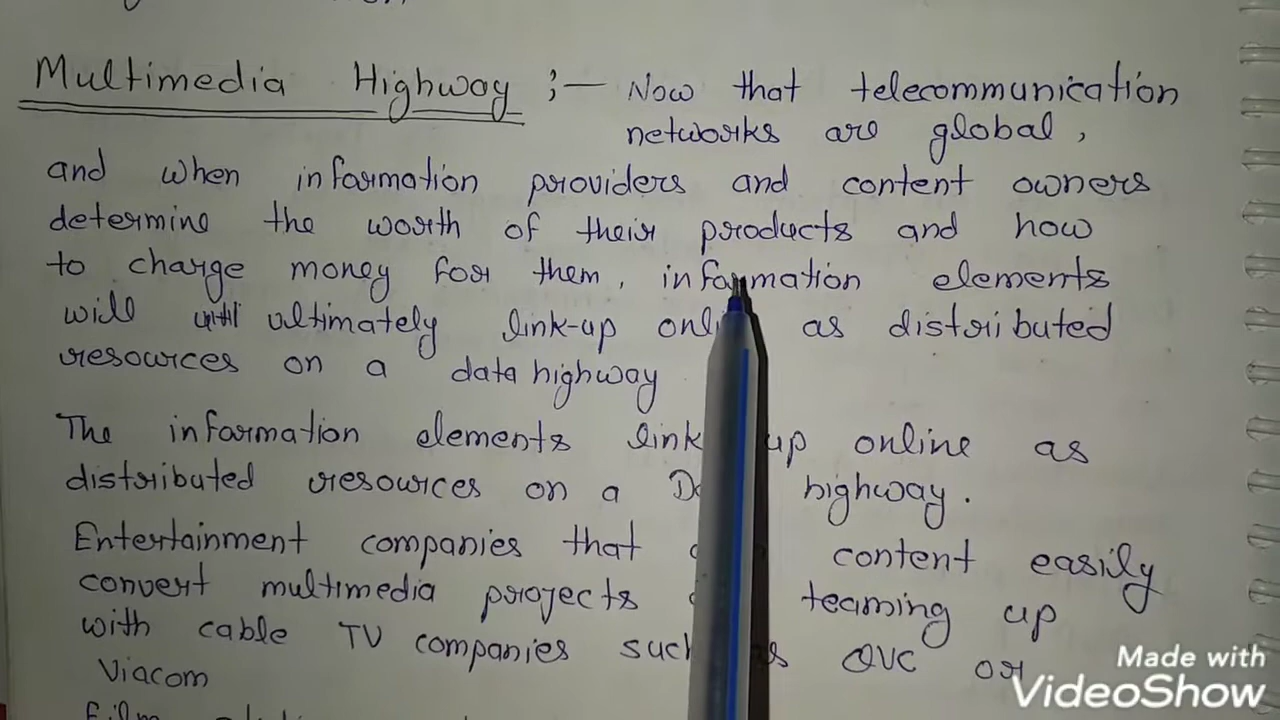 Multimedia Highway ;- Now that telecommunication
networks are global,
and when information providers and content owners
determine the worth of their products and how
to charge money for them, information elements
will ultimately link-up as distributed
resources on a data highway
The information elements link up online as
distributed resources on a highway.
Entertainment companies that content easily
convert multimedia projects teaming up
with cable TV companies such as QVC or
Viacom
Film
Made with
VideoShow